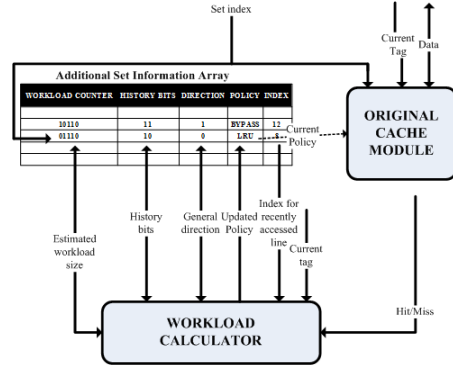 Set index
Current
Tag
Data
Additional Set Information Array
WORKLOAD COUNTER HISTORY BITS DIRECTION POLICY INDEX
10110 11 1 BYPASS 12
01110 10 0 LRU 8
Current
Policy
ORIGINAL
CACHE
MODULE
Estimated
workload
size
History
bits
General
direction
Updated
Policy
Index for
recently
accessed
line
Current
tag
Hit/Miss
WORKLOAD
CALCULATOR